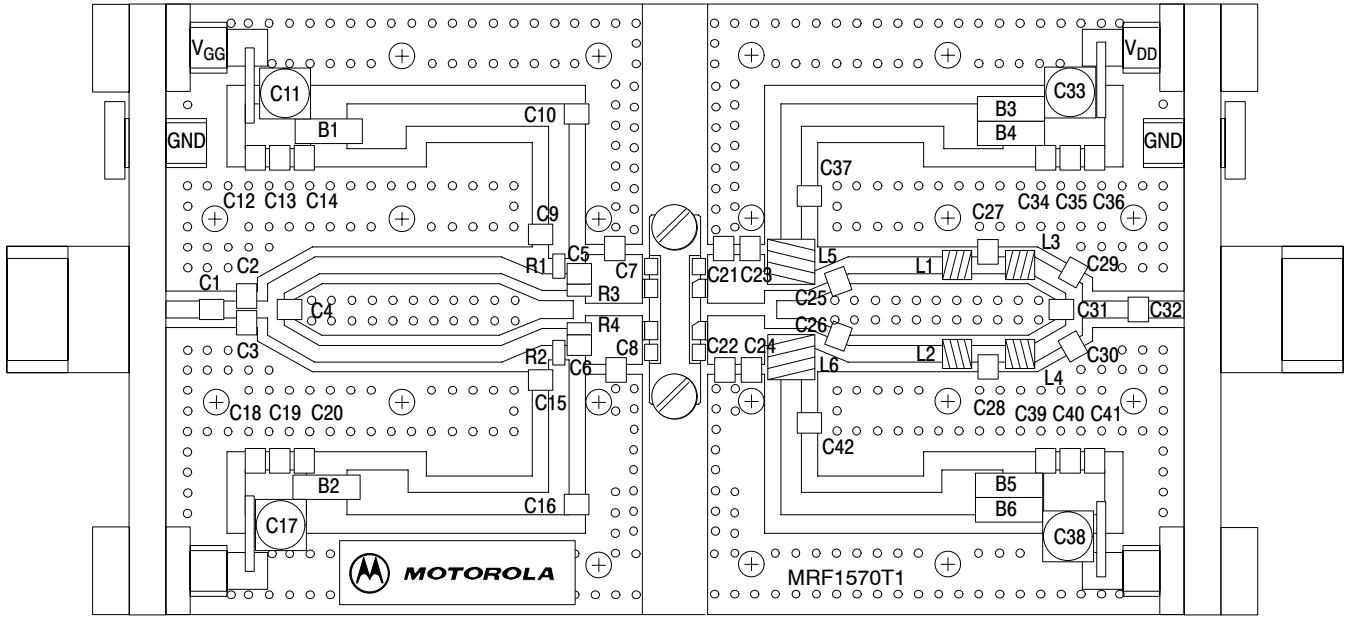 VGG
C11
B1
C10
GND
C12 C13 C14
C9
C33
VDD
B3
B4
GND
C37
C34 C35 C36
C27
C1
C2
C3
C4
R1
C5
C7
R3
R4
R2
C6
C8
C21 C23
L5
L1
L3
C29
C25
C26
C31
C32
C22 C24
L6
L2
L4
C30
C28
C18 C19 C20
C15
C39 C40 C41
C42
B2
C16
C17
B5
B6
C38
MOTOROLA
MRF1570T1